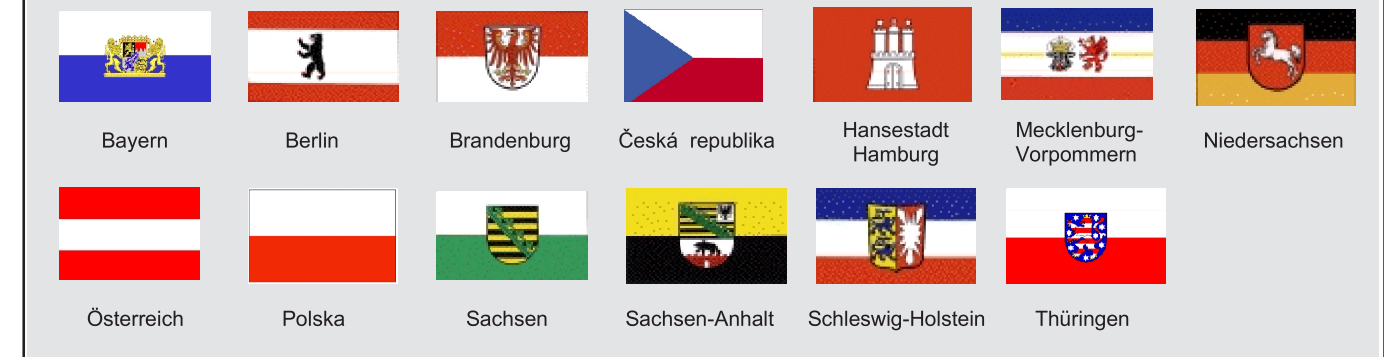 Bayern
Berlin
Brandenburg
Česká republika
Hansestadt
Hamburg
Mecklenburg-
Vorpommern
Niedersachsen
Österreich
Polska
Sachsen
Sachsen-Anhalt
Schleswig-Holstein
Thüringen